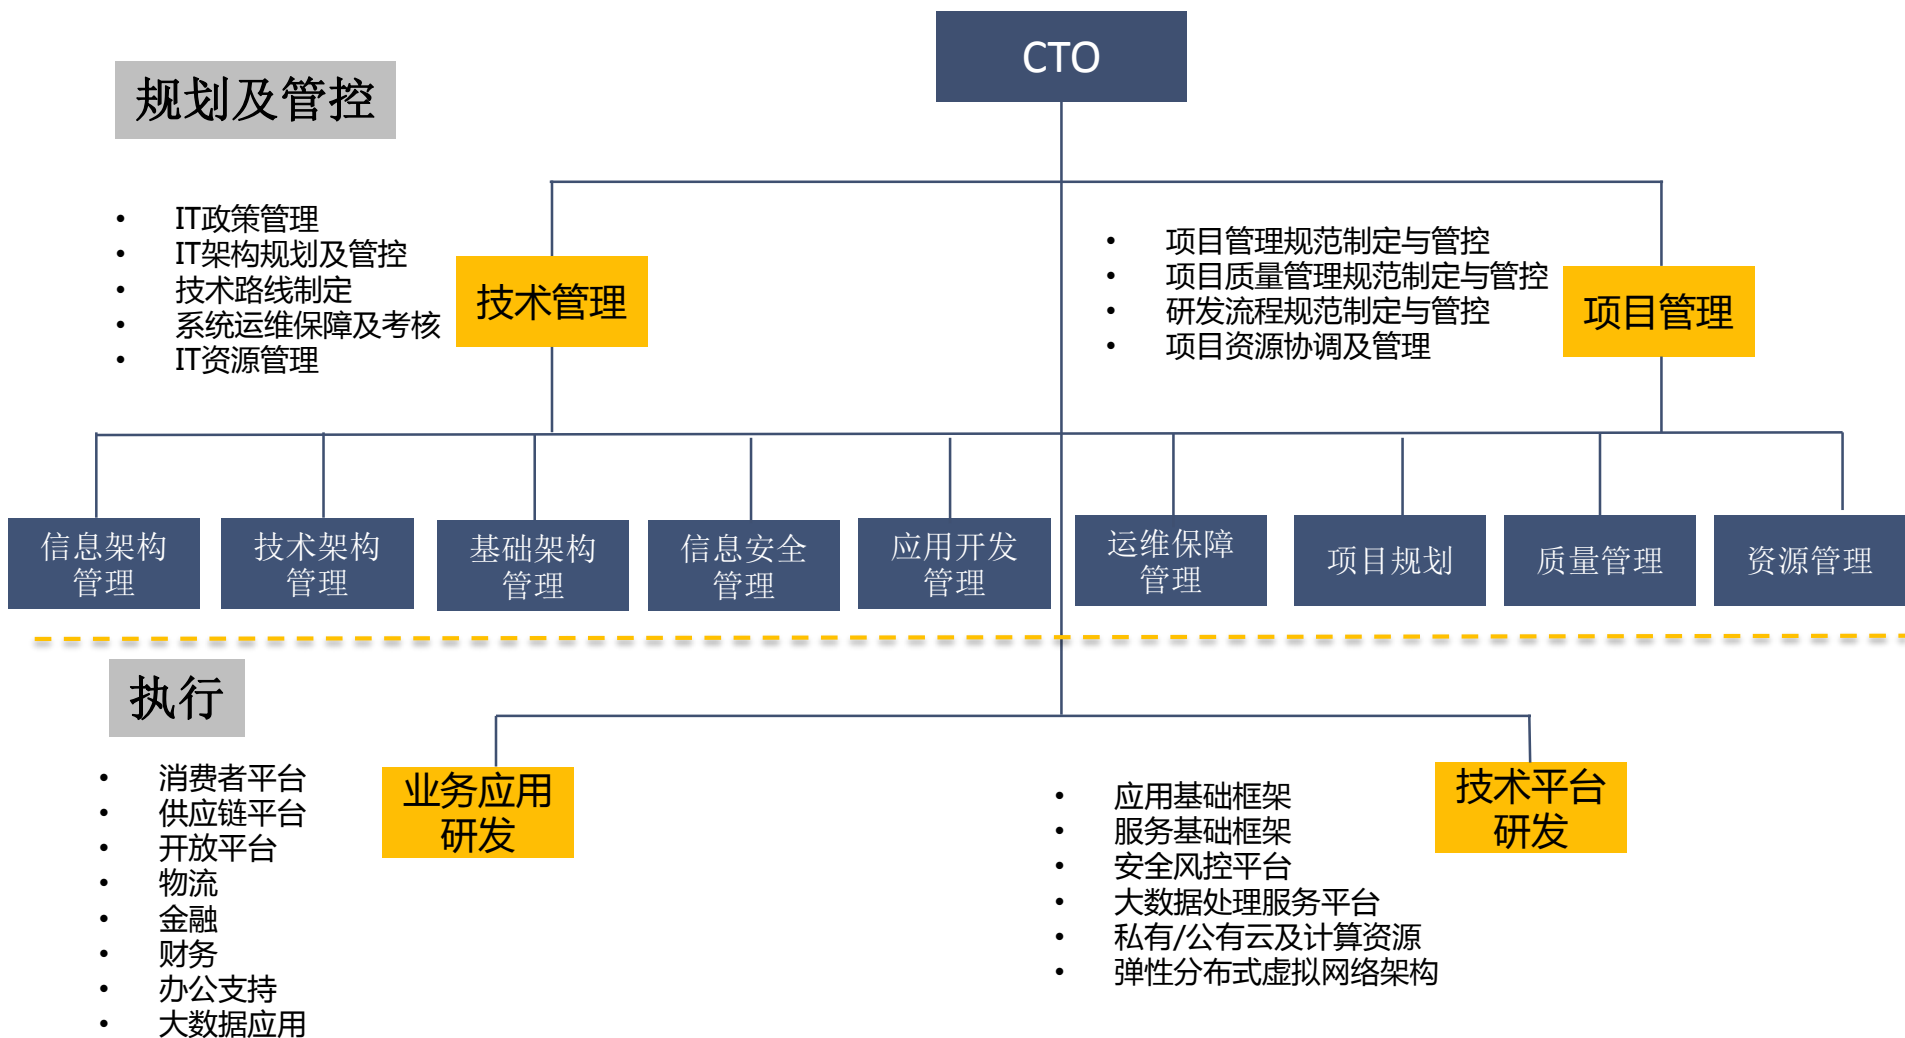 CTO
规划及管控
• IT政策管理
• IT架构规划及管控
• 技术路线制定
• 系统运维保障及考核
• IT资源管理
技术管理
• 项目管理规范制定与管控
• 项目质量管理规范制定与管控
• 研发流程规范制定与管控
• 项目资源协调及管理
项目管理
信息架构
管理
技术架构
管理
基础架构
管理
信息安全
管理
应用开发
管理
运维保障
管理
项目规划
质量管理
资源管理
执行
• 消费者平台
• 供应链平台
• 开放平台
• 物流
• 金融
• 财务
• 办公支持
• 大数据应用
业务应用
研发
• 应用基础框架
• 服务基础框架
• 安全风控平台
• 大数据处理服务平台
• 私有/公有云及计算资源
• 弹性分布式虚拟网络架构
技术平台
研发